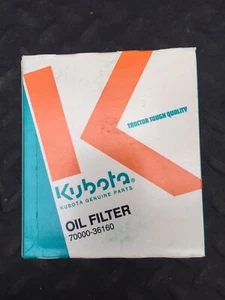 TRACTOR TOUGH QUALITY
Kubota®
KUBOTA GENUINE PARTS
OIL FILTER
70000-36160